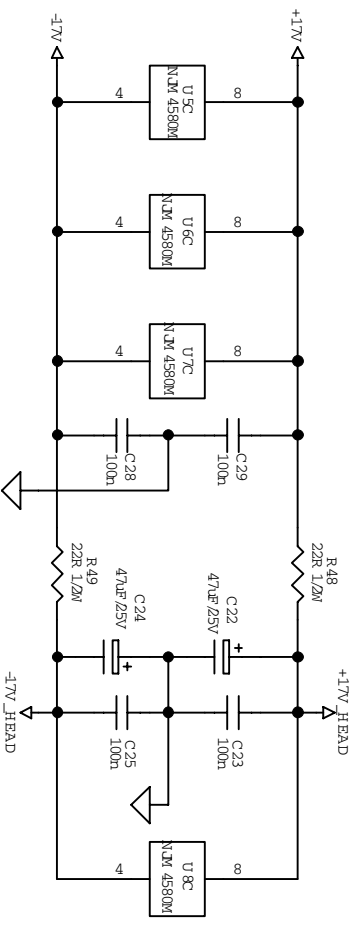 -17V
+17V
4
U5C
NJM 4580M
8
4
U6C
NJM 4580M
8
4
U7C
NJM 4580M
8
C28
100n
C29
100n
R49
22R 1/2W
R48
22R 1/2W
C24
47uF/25V
+
C22
47uF/25V
+
-17V_HEAD
+17V_HEAD
C25
100n
C23
100n
4
U8C
NJM 4580M
8